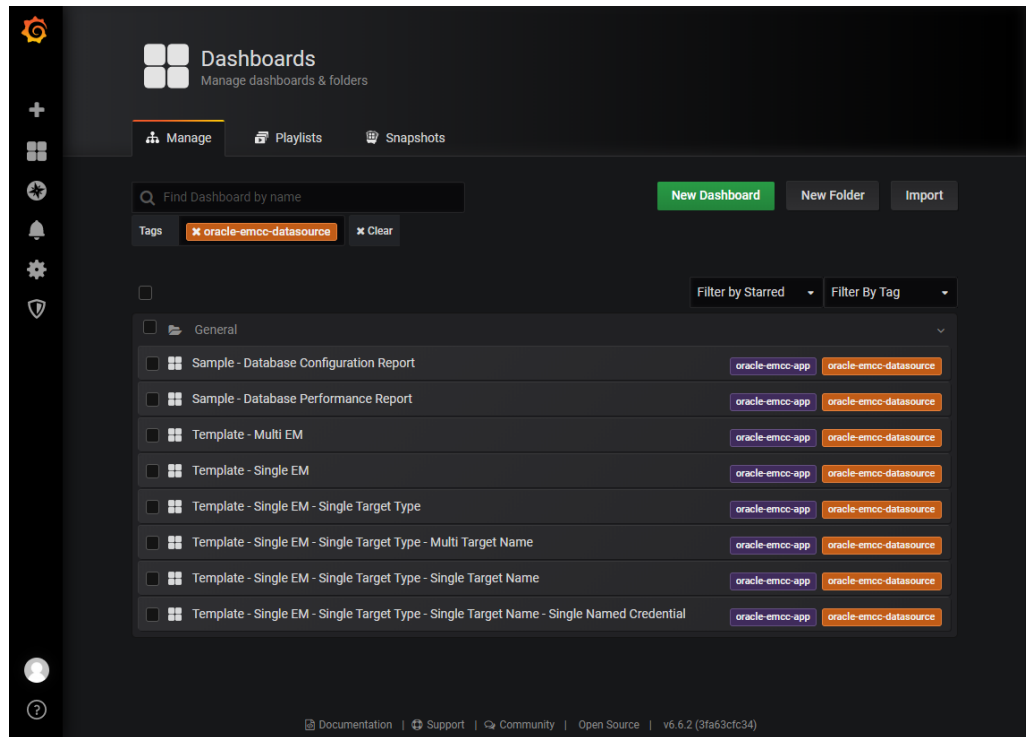 Dashboards
Manage dashboards & folders
Manage Playlists Snapshots
Find Dashboard by name New Dashboard New Folder Import
Tags oracle-emcc-datasource Clear
Filter by Starred Filter By Tag
General
Sample - Database Configuration Report oracle-emcc-app oracle-emcc-datasource
Sample - Database Performance Report oracle-emcc-app oracle-emcc-datasource
Template - Multi EM oracle-emcc-app oracle-emcc-datasource
Template - Single EM oracle-emcc-app oracle-emcc-datasource
Template - Single EM - Single Target Type oracle-emcc-app oracle-emcc-datasource
Template - Single EM - Single Target Type - Multi Target Name oracle-emcc-app oracle-emcc-datasource
Template - Single EM - Single Target Type - Single Target Name oracle-emcc-app oracle-emcc-datasource
Template - Single EM - Single Target Type - Single Target Name - Single Named Credential oracle-emcc-app oracle-emcc-datasource
Documentation | Support | Community | Open Source | v6.6.2 (3fa63cfc34)